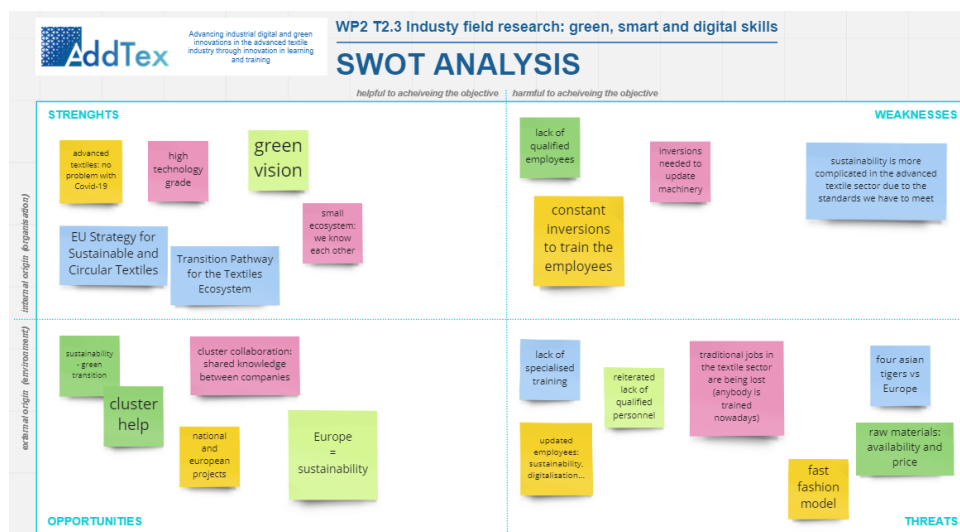 AddTex
Advancing industrial digital and green
innovations in the advanced textile
industry through innovation in learning
and training
WP2 T2.3 Industy field research: green, smart and digital skills
SWOT ANALYSIS
helpful to acheiveing the objective
harmful to acheiveing the objective
internal origin (organisation)
external origin (environment)
STRENGHTS
advanced
textiles: no
problem with
Covid-19
high
technology
grade
green
vision
small
ecosystem:
we know
each other
EU Strategy for
Sustainable and
Circular Textiles
Transition Pathway
for the Textiles
Ecosystem
WEAKNESSES
lack of
qualified
employees
inversions
needed to
update
machinery
sustainability is more
complicated in the advanced
textile sector due to the
standards we have to meet
constant
inversions
to train the
employees
sustainability
- green
transition
cluster
help
cluster collaboration:
shared knowledge
between companies
national
and
european
projects
Europe
=
sustainability
OPPORTUNITIES
lack of
specialised
training
reiterated
lack of
qualified
personnel
traditional jobs in
the textile sector
are being lost
(anybody is
trained
nowadays)
four asian
tigers vs
Europe
updated
employees:
sustainability,
digitalisation...
raw materials:
availability and
price
fast
fashion
model
THREATS